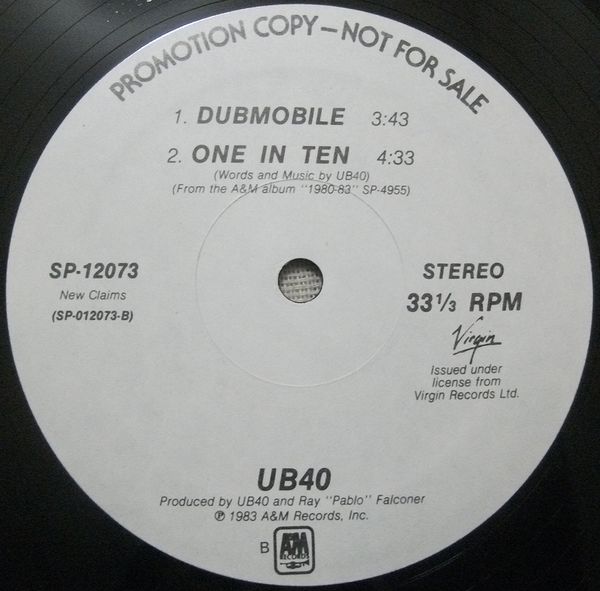 PROMOTION COPY—NOT FOR SALE
1. DUBMOBILE 3:43
2. ONE IN TEN 4:33
(Words and Music by UB40)
(From the A&M album "1980-83" SP-4955)
SP-12073
New Claims
(SP-012073-B)
STEREO
33⅓ RPM
Virgin
Issued under
license from
Virgin Records Ltd.
UB40
Produced by UB40 and Ray "Pablo" Falconer
℗ 1983 A&M Records, Inc.
B
A&M
RECORDS